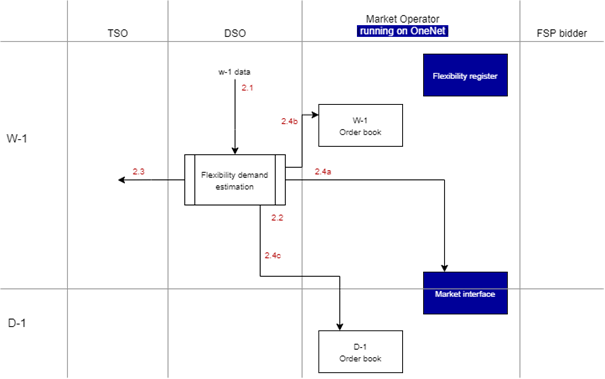 Market Operator
TSO
DSO
running on OneNet
FSP bidder
w-1 data
Flexibility register
2.1
W-1
Order book
2.4b
W-1
2.3
Flexibility demand
estimation
2.4a
2.2
2.4c
Market interface
D-1
D-1
Order book